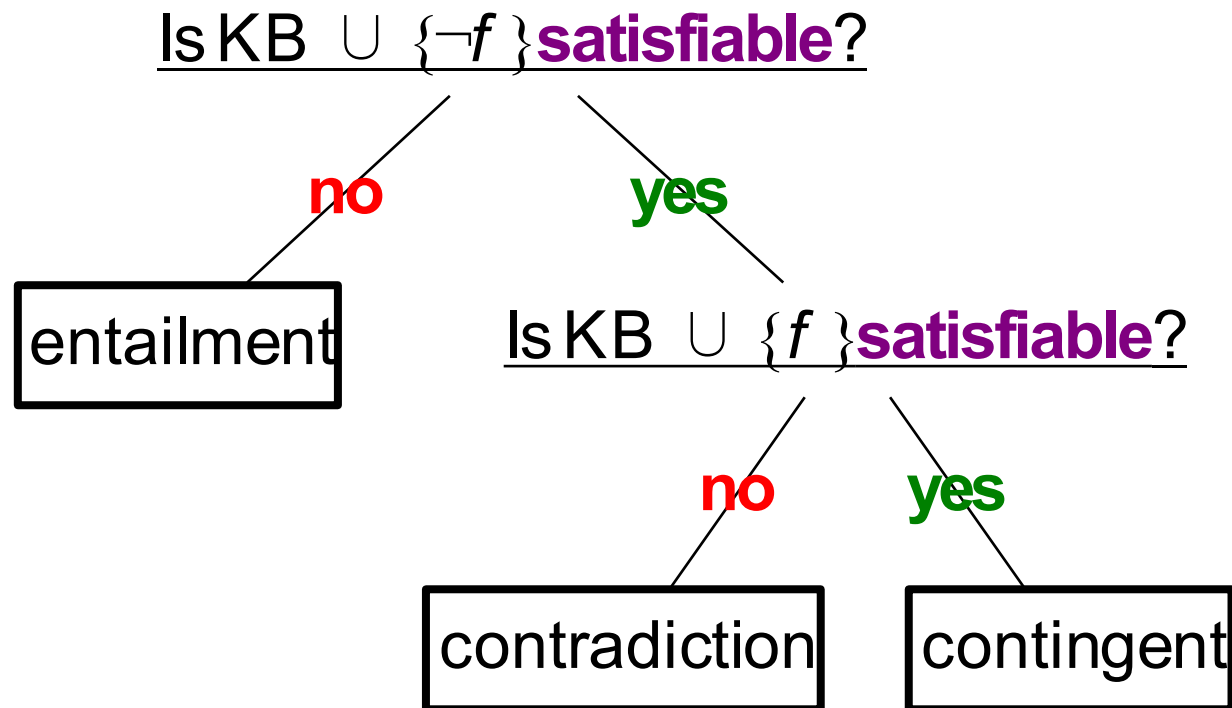 Is KB ∪ {¬f } satisfiable?
no
yes
entailment
Is KB ∪ {f } satisfiable?
no
yes
contradiction
contingent